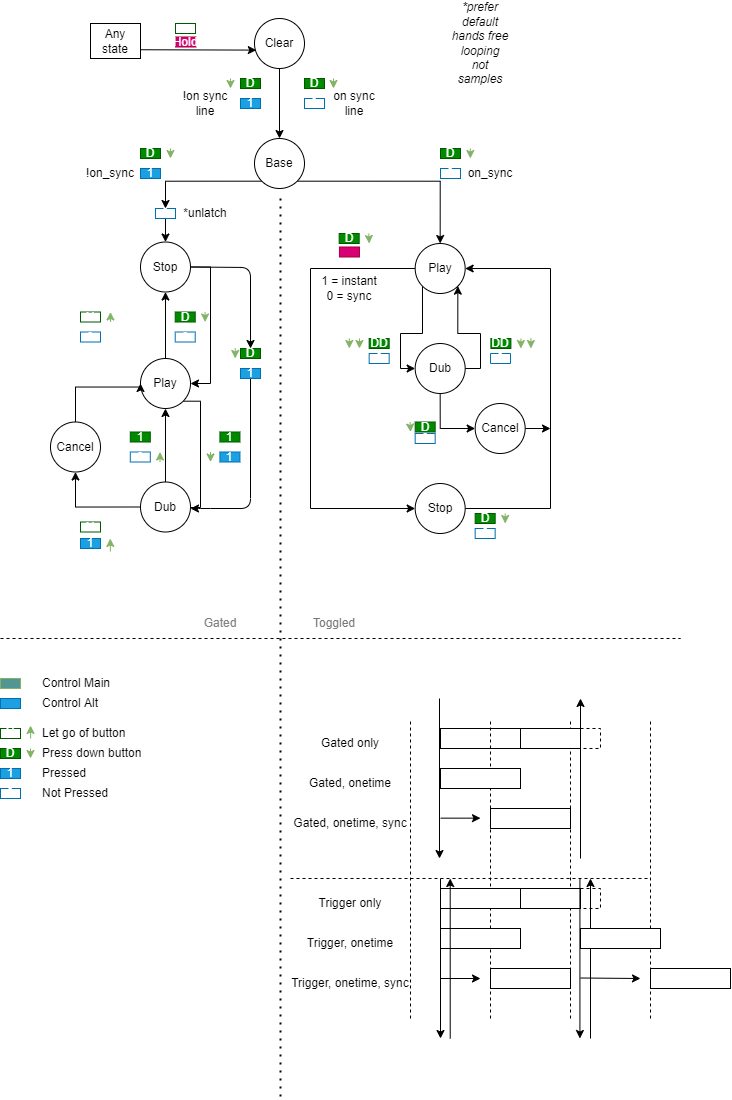 *prefer
default
hands free
looping
not
samples
Any
state
Hold
Clear
D
!on sync
line
1
D
on sync
line
Base
D
!on_sync
1
D
on_sync
*unlatch
Stop
D
Play
1 = instant
0 = sync
D
D
1
DD
DD
Dub
Play
Cancel
1
1
1
D
Cancel
Dub
1
Stop
D
Gated
Toggled
Control Main
Control Alt
Let go of button
D
Press down button
1
Pressed
Not Pressed
Gated only
Gated, onetime
Gated, onetime, sync
Trigger only
Trigger, onetime
Trigger, onetime, sync